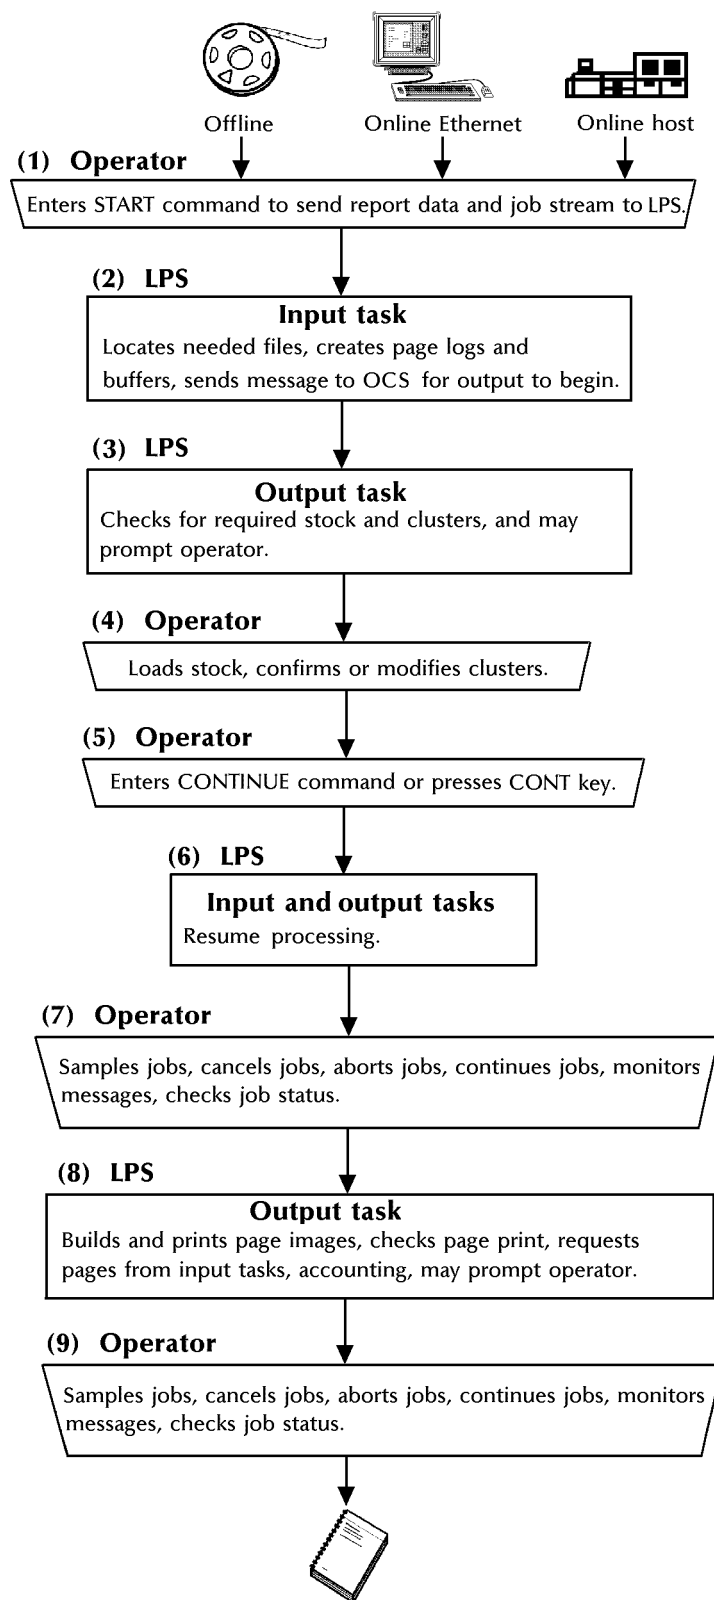 Offline
Online Ethernet
Online host
(1) Operator
Enters START command to send report data and job stream to LPS.
(2) LPS
Input task
Locates needed files, creates page logs and
buffers, sends message to OCS for output to begin.
(3) LPS
Output task
Checks for required stock and clusters, and may
prompt operator.
(4) Operator
Loads stock, confirms or modifies clusters.
(5) Operator
Enters CONTINUE command or presses CONT key.
(6) LPS
Input and output tasks
Resume processing.
(7) Operator
Samples jobs, cancels jobs, aborts jobs, continues jobs, monitors
messages, checks job status.
(8) LPS
Output task
Builds and prints page images, checks page print, requests
pages from input tasks, accounting, may prompt operator.
(9) Operator
Samples jobs, cancels jobs, aborts jobs, continues jobs, monitors
messages, checks job status.